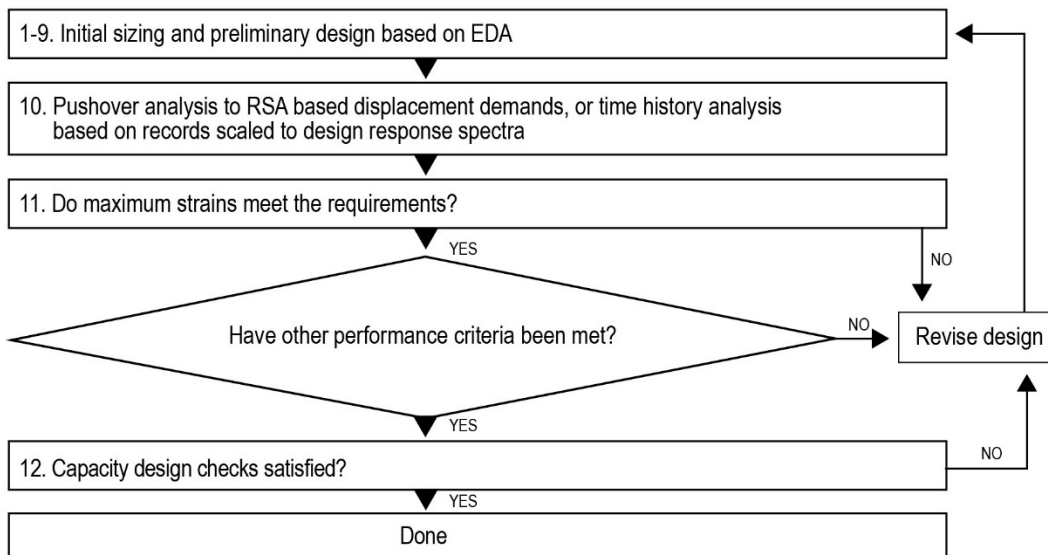 1-9. Initial sizing and preliminary design based on EDA
10. Pushover analysis to RSA based displacement demands, or time history analysis
based on records scaled to design response spectra
11. Do maximum strains meet the requirements?
YES
NO
Have other performance criteria been met?
NO
Revise design
YES
12. Capacity design checks satisfied?
NO
YES
Done